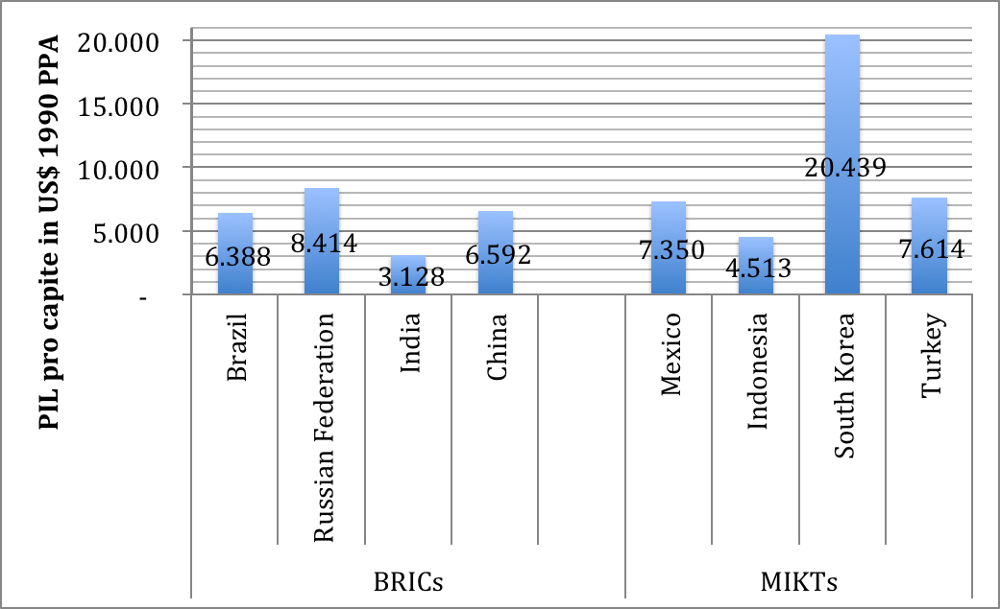 PIL pro capite in US$ 1990 PPA
20.000
15.000
10.000
5.000
-
6.388
8.414
3.128
6.592
7.350
4.513
20.439
7.614
Brazil
Russian Federation
India
China
Mexico
Indonesia
South Korea
Turkey
BRICs
MIKTs